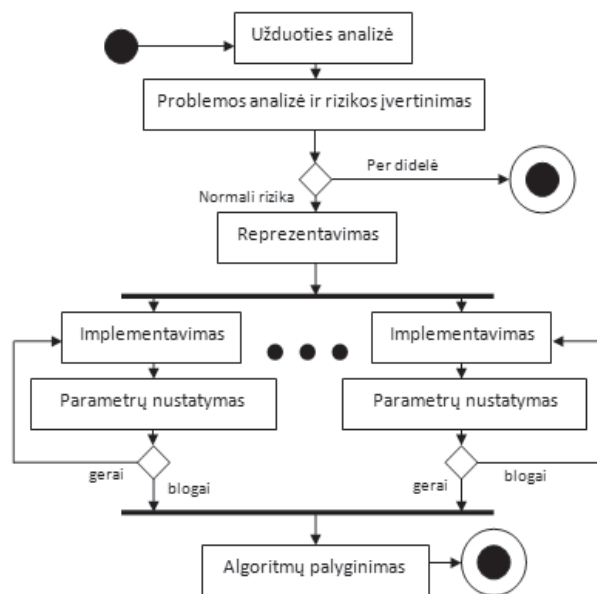 Užduoties analizė
Problemos analizė ir rizikos įvertinimas
Per didelė
Normali rizika
Reprezentavimas
Implementavimas
Implementavimas
Parametrų nustatymas
Parametrų nustatymas
gerai
blogai
gerai
blogai
Algoritmų palyginimas